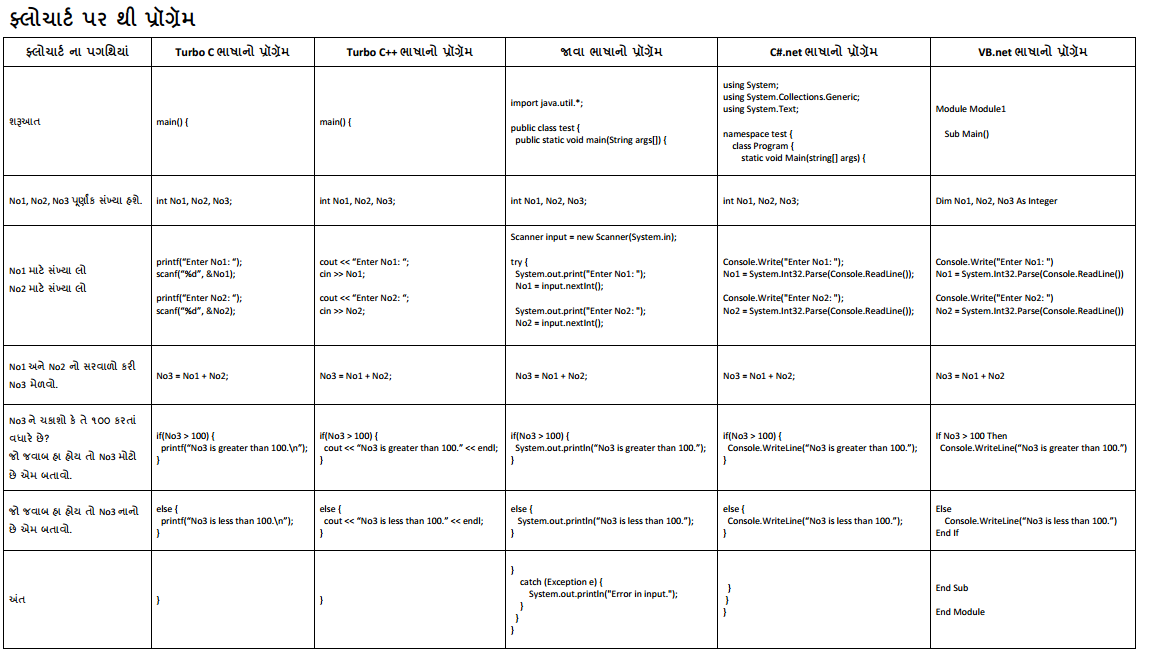 ફ્લોચાર્ટ પર થી પ્રૉગ્રૅમ
ફ્લોચાર્ટ ના પગથિયાં
Turbo C ભાષાનો પ્રૉગ્રૅમ
Turbo C++ ભાષાનો પ્રૉગ્રૅમ
જાવા ભાષાનો પ્રૉગ્રૅમ
C#.net ભાષાનો પ્રૉગ્રૅમ
VB.net ભાષાનો પ્રૉગ્રૅમ
શરૂઆત
main() {
main() {
import java.util.*;
public class test {
public static void main(String args[]) {
using System;
using System.Collections.Generic;
using System.Text;
namespace test {
class Program {
static void Main(string[] args) {
Module Module1
Sub Main()
No1, No2, No3 પૂર્ણાંક સંખ્યા હશે.
int No1, No2, No3;
int No1, No2, No3;
int No1, No2, No3;
int No1, No2, No3;
Dim No1, No2, No3 As Integer
No1 માટે સંખ્યા લો
No2 માટે સંખ્યા લો
printf(“Enter No1: “);
scanf(“%d”, &No1);
printf(“Enter No2: “);
scanf(“%d”, &No2);
cout << “Enter No1: “;
cin >> No1;
cout << “Enter No2: “;
cin >> No2;
Scanner input = new Scanner(System.in);
try {
System.out.print("Enter No1: ");
No1 = input.nextInt();
System.out.print("Enter No2: ");
No2 = input.nextInt();
Console.Write("Enter No1: ");
No1 = System.Int32.Parse(Console.ReadLine());
Console.Write("Enter No2: ");
No2 = System.Int32.Parse(Console.ReadLine());
Console.Write("Enter No1: ")
No1 = System.Int32.Parse(Console.ReadLine())
Console.Write("Enter No2: ")
No2 = System.Int32.Parse(Console.ReadLine())
No1 અને No2 નો સરવાળો કરી
No3 મેળવો.
No3 = No1 + No2;
No3 = No1 + No2;
No3 = No1 + No2;
No3 = No1 + No2;
No3 = No1 + No2
No3 ને ચકાશો કે તે ૧૦૦ કરતાં
વધારે છે?
જો જવાબ હા હોય તો No3 મોટો
છે એમ બતાવો.
if(No3 > 100) {
printf(“No3 is greater than 100.\n”);
}
if(No3 > 100) {
cout << “No3 is greater than 100.” << endl;
}
if(No3 > 100) {
System.out.println(“No3 is greater than 100.”);
}
if(No3 > 100) {
Console.WriteLine(“No3 is greater than 100.”);
}
If No3 > 100 Then
Console.WriteLine(“No3 is greater than 100.”)
જો જવાબ હા હોય તો No3 નાનો
છે એમ બતાવો.
else {
printf(“No3 is less than 100.\n”);
}
else {
cout << “No3 is less than 100.” << endl;
}
else {
System.out.println(“No3 is less than 100.”);
}
else {
Console.WriteLine(“No3 is less than 100.”);
}
Else
Console.WriteLine(“No3 is less than 100.”)
End If
અંત
}
}
}
catch (Exception e) {
System.out.println("Error in input.");
}
}
}
}
}
}
End Sub
End Module